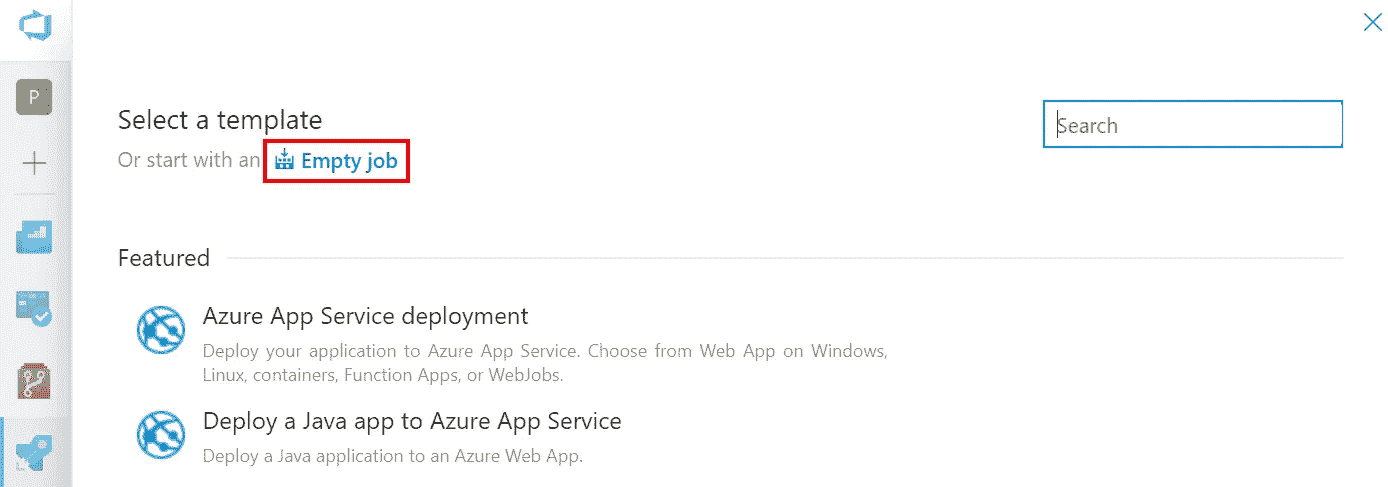 P
Select a template
Search
Or start with an Empty job
Featured
Azure App Service deployment
Deploy your application to Azure App Service. Choose from Web App on Windows,
Linux, containers, Function Apps, or WebJobs.
Deploy a Java app to Azure App Service
Deploy a Java application to an Azure Web App.